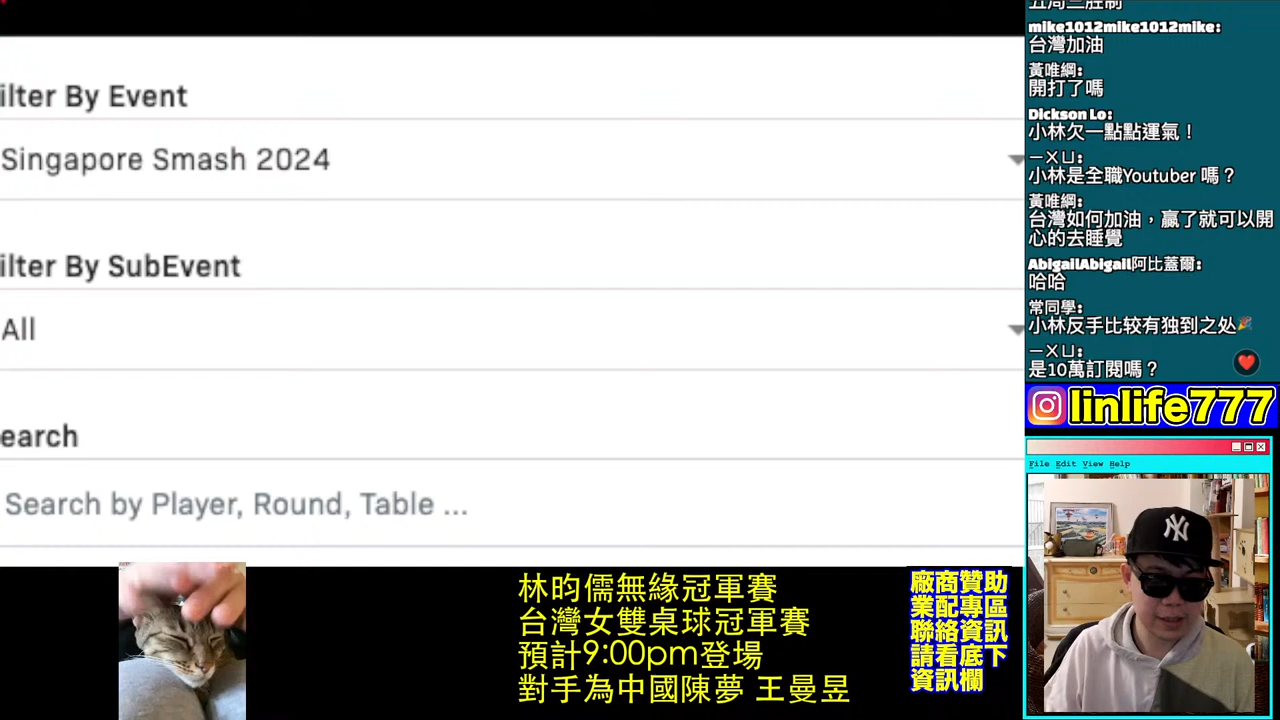 ilter By Event
Singapore Smash 2024
ilter By SubEvent
All
earch
Search by Player, Round, Table ...
五局三胜制
mike1012mike1012mike:
台灣加油
黃唯綱:
開打了嗎
Dickson Lo:
小林欠一點點運氣！
ㄧㄨㄩ:
小林是全職Youtuber 嗎？
黃唯綱:
台灣如何加油，贏了就可以開
心的去睡覺
AbigailAbigail阿比蓋爾:
哈哈
常同學:
小林反手比较有独到之处🎉
ㄧㄨㄩ:
是10萬訂閱嗎？
linlife777
File Edit View Help
NY
林昀儒無緣冠軍賽
台灣女雙桌球冠軍賽
預計9:00pm登場
對手為中國陳夢 王曼昱
廠商贊助
業配專區
聯絡資訊
請看底下
資訊欄